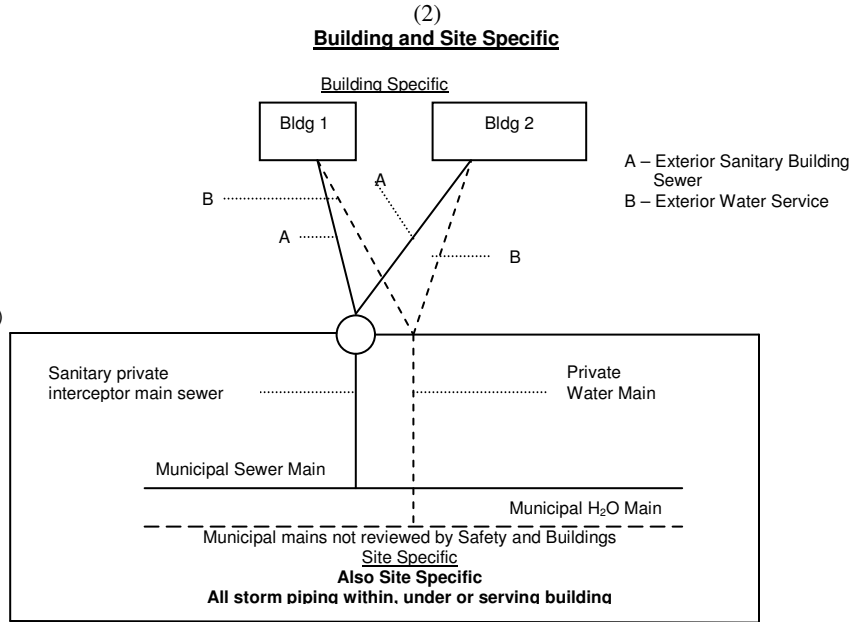 (2)
Building and Site Specific
Building Specific
Bldg 1
Bldg 2
A – Exterior Sanitary Building
Sewer
B – Exterior Water Service
A
B
A
B
)
Sanitary private
interceptor main sewer
Private
Water Main
Municipal Sewer Main
Municipal H₂O Main
Municipal mains not reviewed by Safety and Buildings
Site Specific
Also Site Specific
All storm piping within, under or serving building